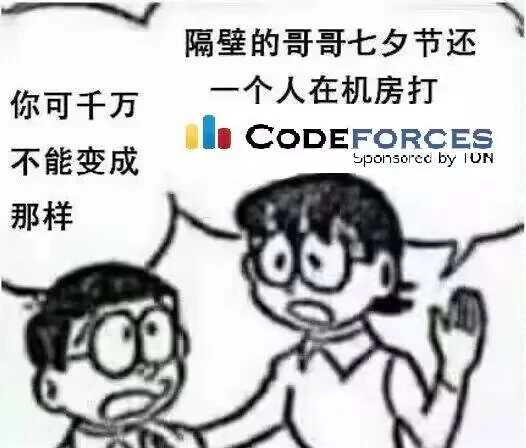 隔壁的哥哥七夕节还
一个人在机房打
CODEFORCES
Sponsored by TON
你可千万
不能变成
那样